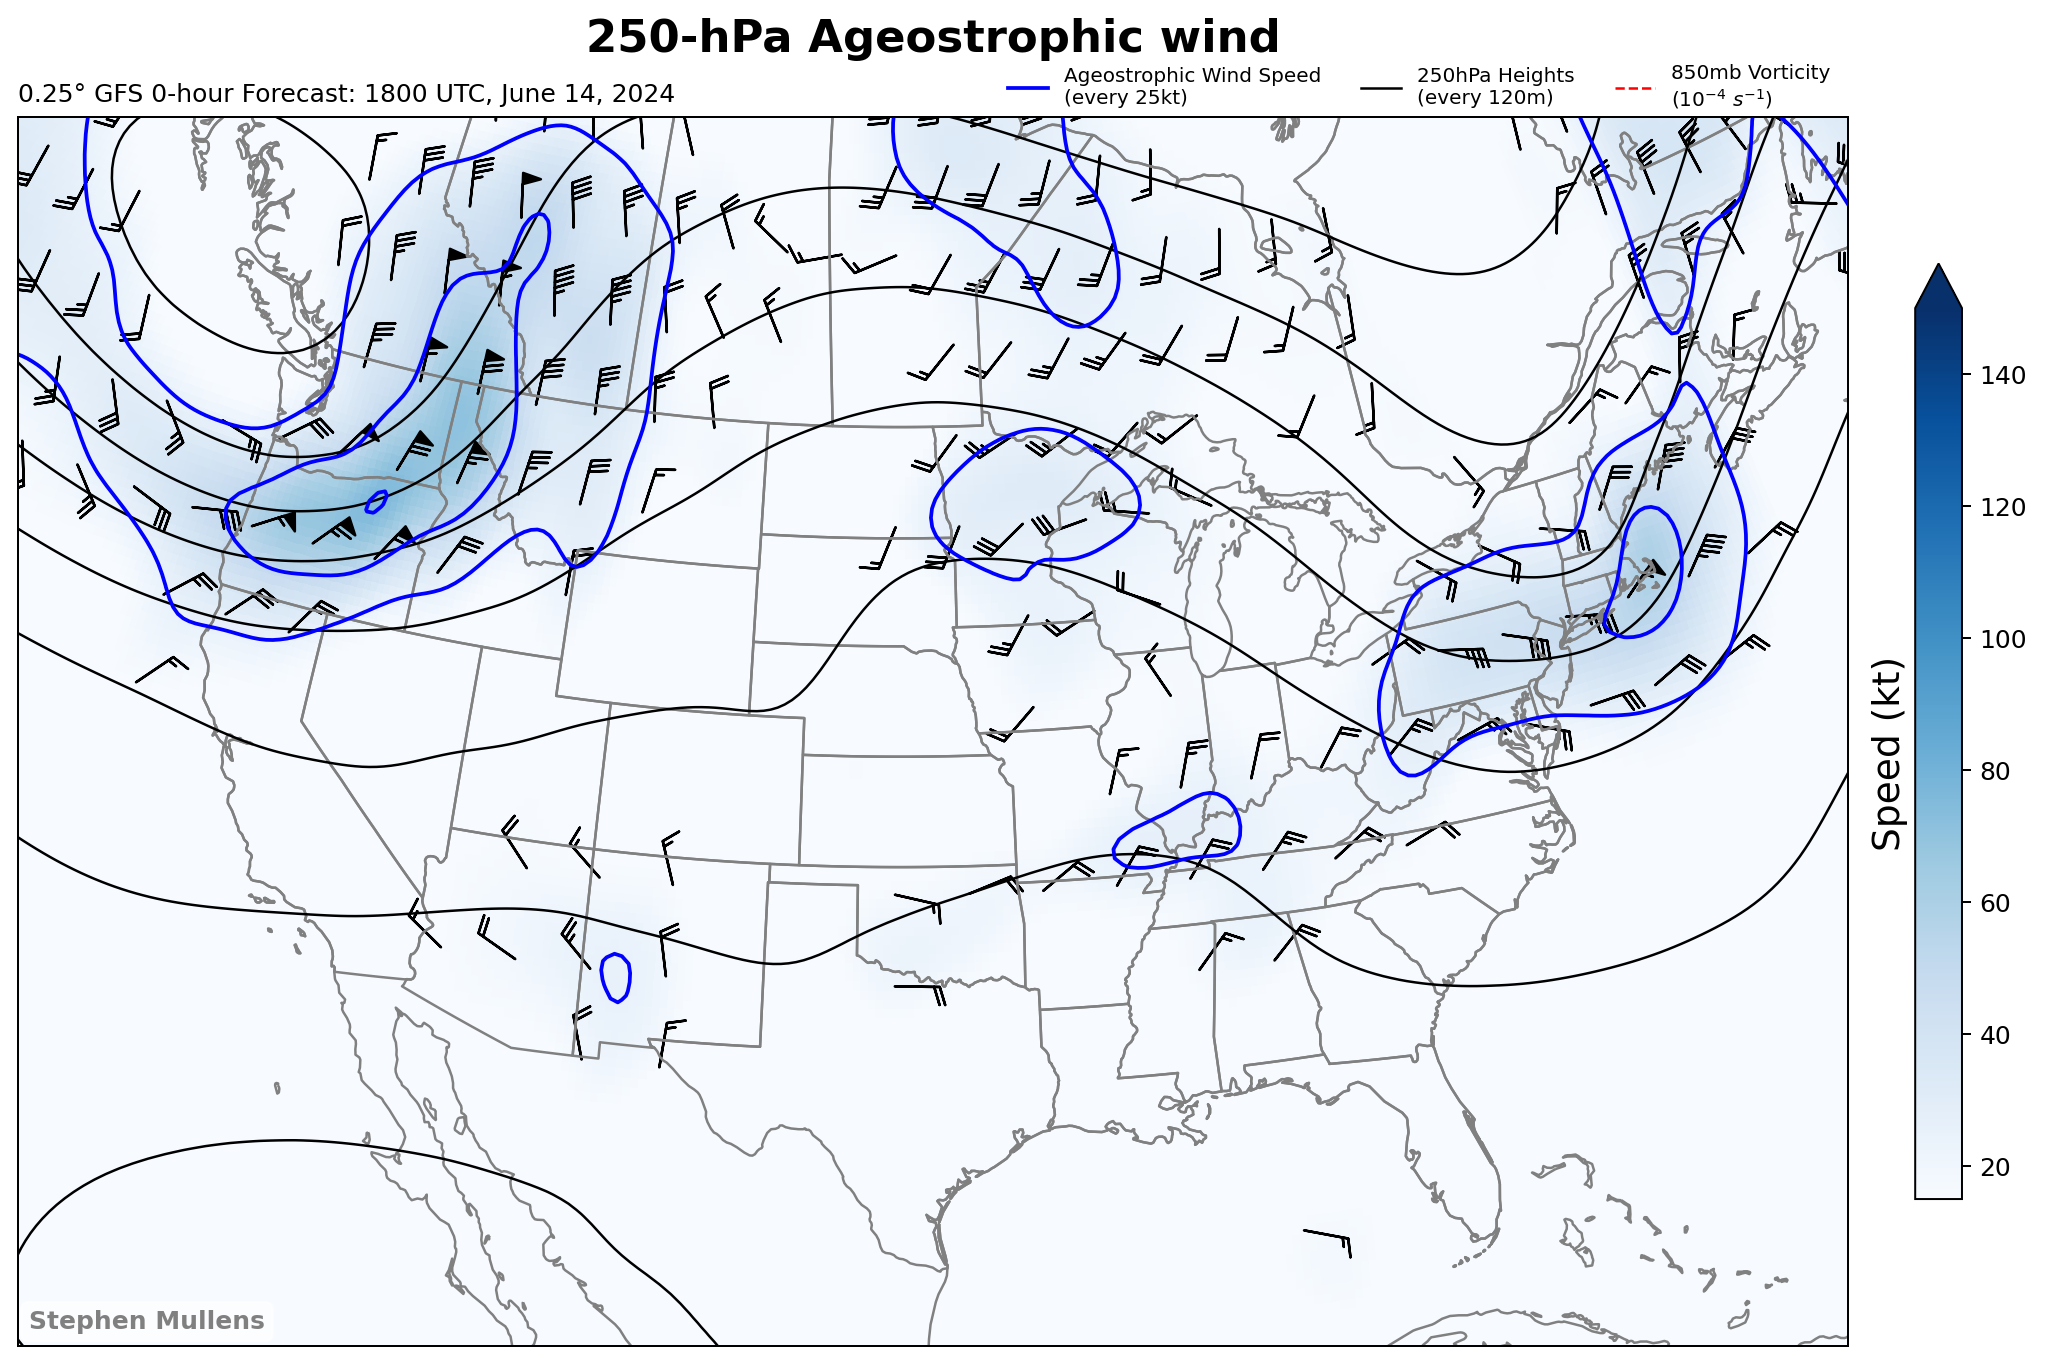 250-hPa Ageostrophic wind
0.25° GFS 0-hour Forecast: 1800 UTC, June 14, 2024
Ageostrophic Wind Speed
(every 25kt)
250hPa Heights
(every 120m)
850mb Vorticity
(10⁻⁴ s⁻¹)
140
120
100
80
60
40
20
Speed (kt)
Stephen Mullens